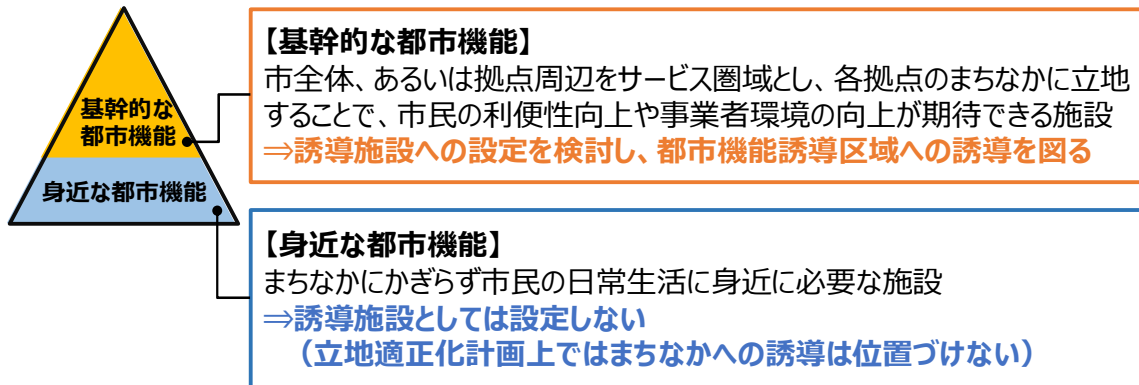 基幹的な
都市機能
身近な都市機能
【基幹的な都市機能】
市全体、あるいは拠点周辺をサービス圏域とし、各拠点のまちなかに立地
することで、市民の利便性向上や事業者環境の向上が期待できる施設
⇒誘導施設への設定を検討し、都市機能誘導区域への誘導を図る
【身近な都市機能】
まちなかにかぎらず市民の日常生活に身近に必要な施設
⇒誘導施設としては設定しない
（立地適正化計画上ではまちなかへの誘導は位置づけない）